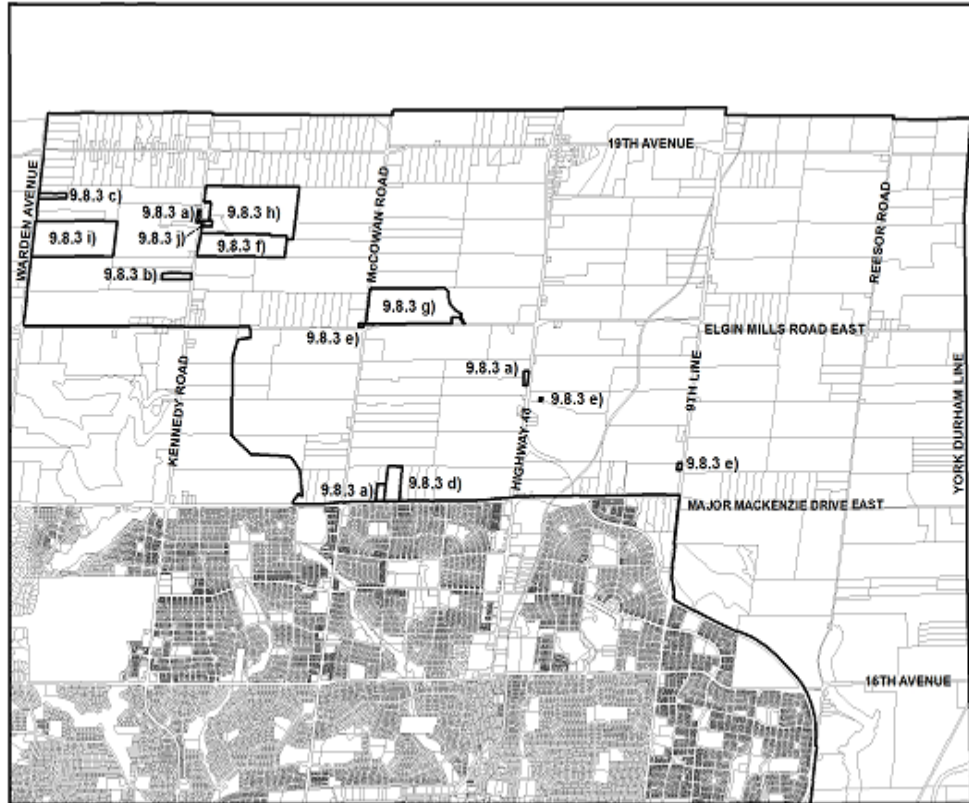 19TH AVENUE
WARDEN AVENUE
9.8.3 c)
9.8.3 a)
9.8.3 h)
McCOWAN ROAD
REESOR ROAD
9.8.3 i)
9.8.3 j)
9.8.3 f)
9.8.3 b)
9.8.3 g)
9.8.3 e)
ELGIN MILLS ROAD EAST
KENNEDY ROAD
9.8.3 a)
9.8.3 e)
HIGHWAY 48
9TH LINE
YORK DURHAM LINE
9.8.3 e)
9.8.3 a)
9.8.3 d)
MAJOR MACKENZIE DRIVE EAST
16TH AVENUE